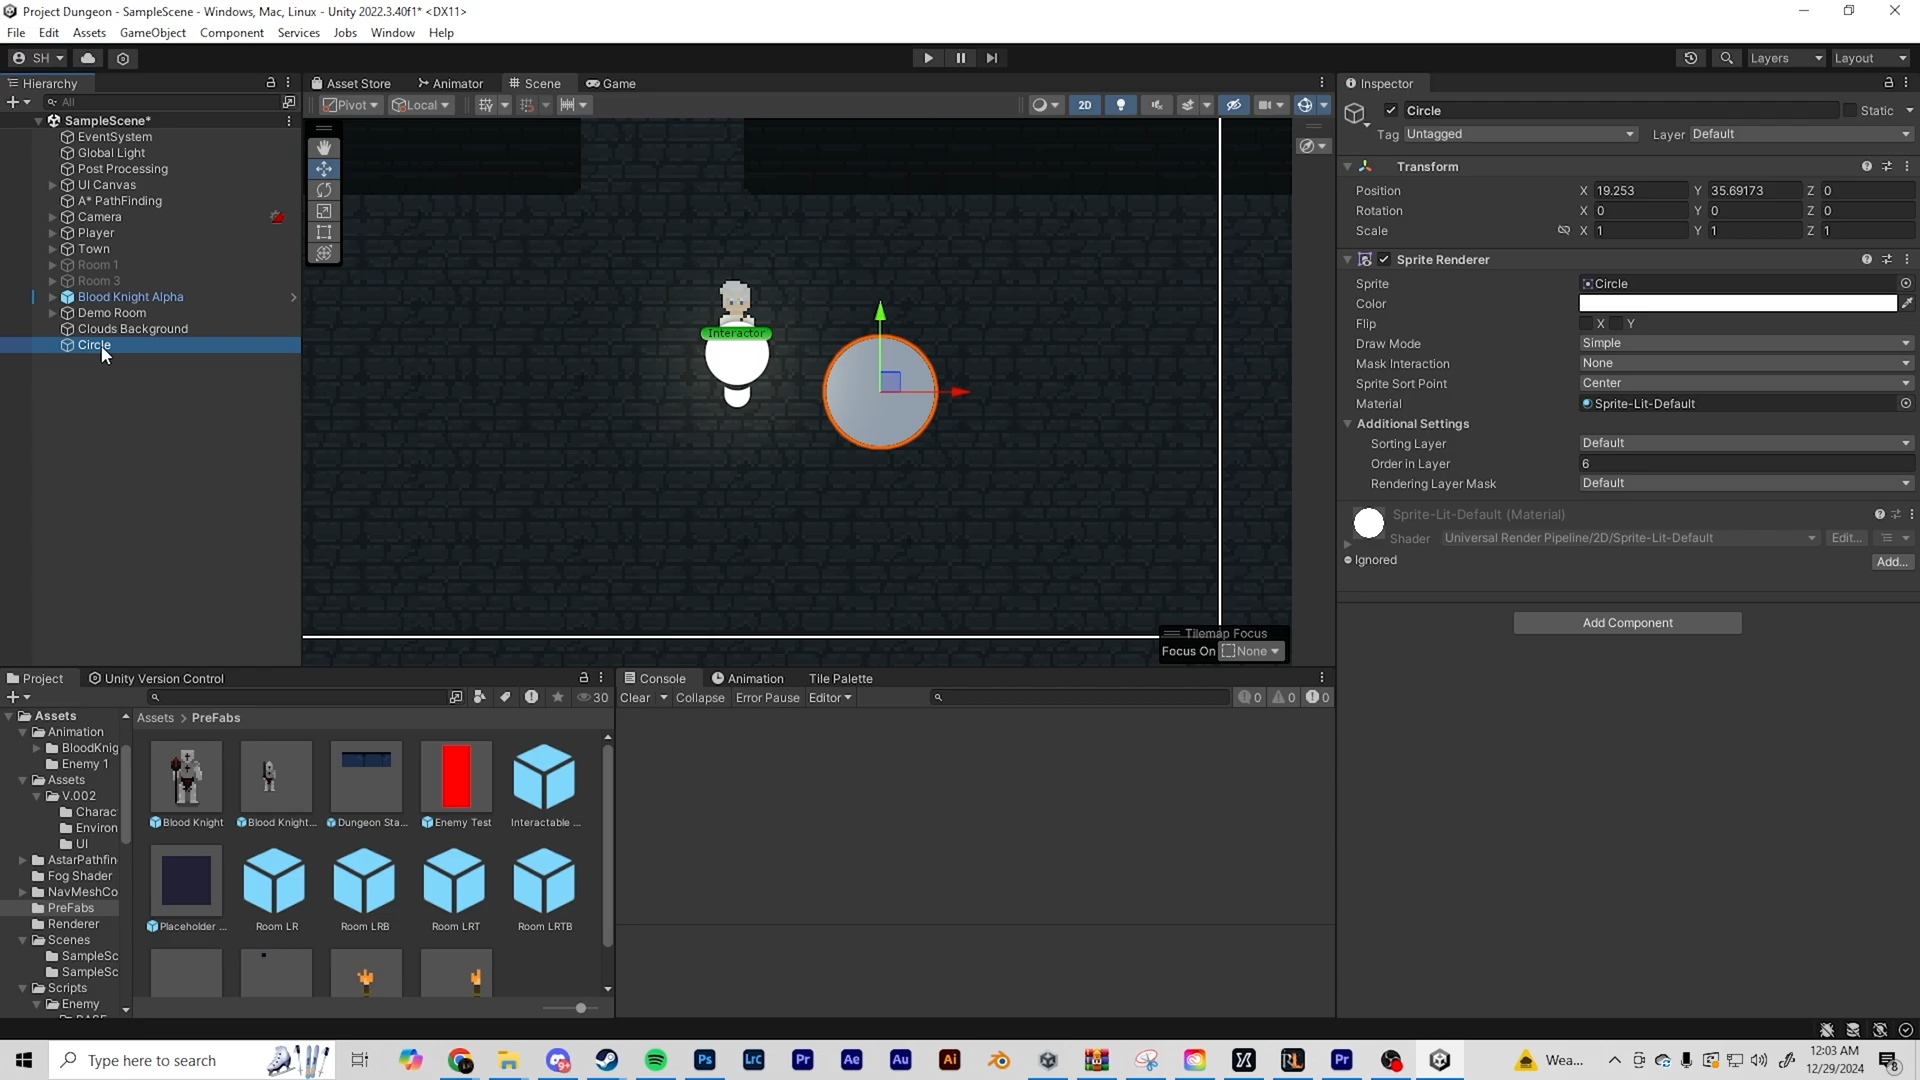 Project Dungeon - SampleScene - Windows, Mac, Linux - Unity 2022.3.40f1* <DX11>
File Edit Assets GameObject Component Services Jobs Window Help
SH Layers Layout
Hierarchy
All
SampleScene*
EventSystem
Global Light
Post Processing
UI Canvas
A* PathFinding
Camera
Player
Town
Room 1
Room 3
Blood Knight Alpha
Demo Room
Clouds Background
Circle
Asset Store Animator Scene Game
Pivot Local 2D
Interactor
Tilemap Focus
Focus On None
Inspector
Circle Static
Tag Untagged Layer Default
Transform
Position X 19.253 Y 35.69173 Z 0
Rotation X 0 Y 0 Z 0
Scale X 1 Y 1 Z 1
Sprite Renderer
Sprite Circle
Color
Flip X Y
Draw Mode Simple
Mask Interaction None
Sprite Sort Point Center
Material Sprite-Lit-Default
Additional Settings
Sorting Layer Default
Order in Layer 6
Rendering Layer Mask Default
Sprite-Lit-Default (Material)
Shader Universal Render Pipeline/2D/Sprite-Lit-Default Edit...
Ignored Add...
Add Component
Project Unity Version Control
30
Assets
Animation
BloodKnig
Enemy 1
Assets
V.002
Charac
Environ
UI
AstarPathfin
Fog Shader
NavMeshCo
PreFabs
Renderer
Scenes
SampleSc
SampleSc
Scripts
Enemy
Assets > PreFabs
Blood Knight Blood Knight... Dungeon Sta... Enemy Test Interactable ...
Placeholder ... Room LR Room LRB Room LRT Room LRTB
Console Animation Tile Palette
Clear Collapse Error Pause Editor 0 0 0
Type here to search
9+
Ps Lrc Pr Ae Au Ai Pr
Wea...
12:03 AM
12/29/2024
8